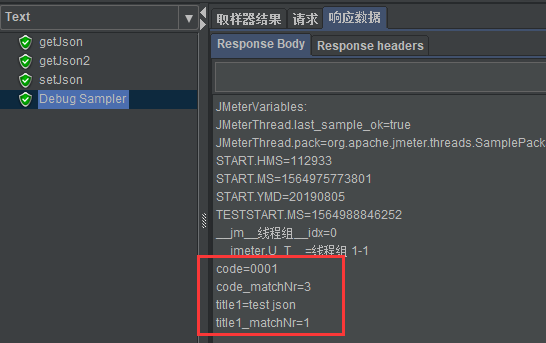 Text
取样器结果 请求 响应数据
getJson
getJson2
setJson
Debug Sampler
Response Body Response headers
JMeterVariables:
JMeterThread.last_sample_ok=true
JMeterThread.pack=org.apache.jmeter.threads.SamplePack
START.HMS=112933
START.MS=1564975773801
START.YMD=20190805
TESTSTART.MS=1564988846252
__jm__线程组__idx=0
__jmeter.U_T__=线程组 1-1
code=0001
code_matchNr=3
title1=test json
title1_matchNr=1